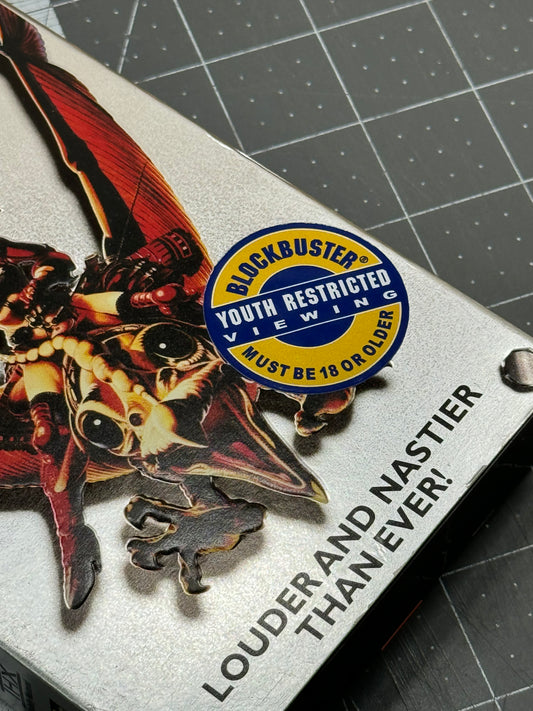 BLOCKBUSTER®
YOUTH RESTRICTED
VIEWING
MUST BE 18 OR OLDER
LOUDER AND NASTIER
THAN EVER!